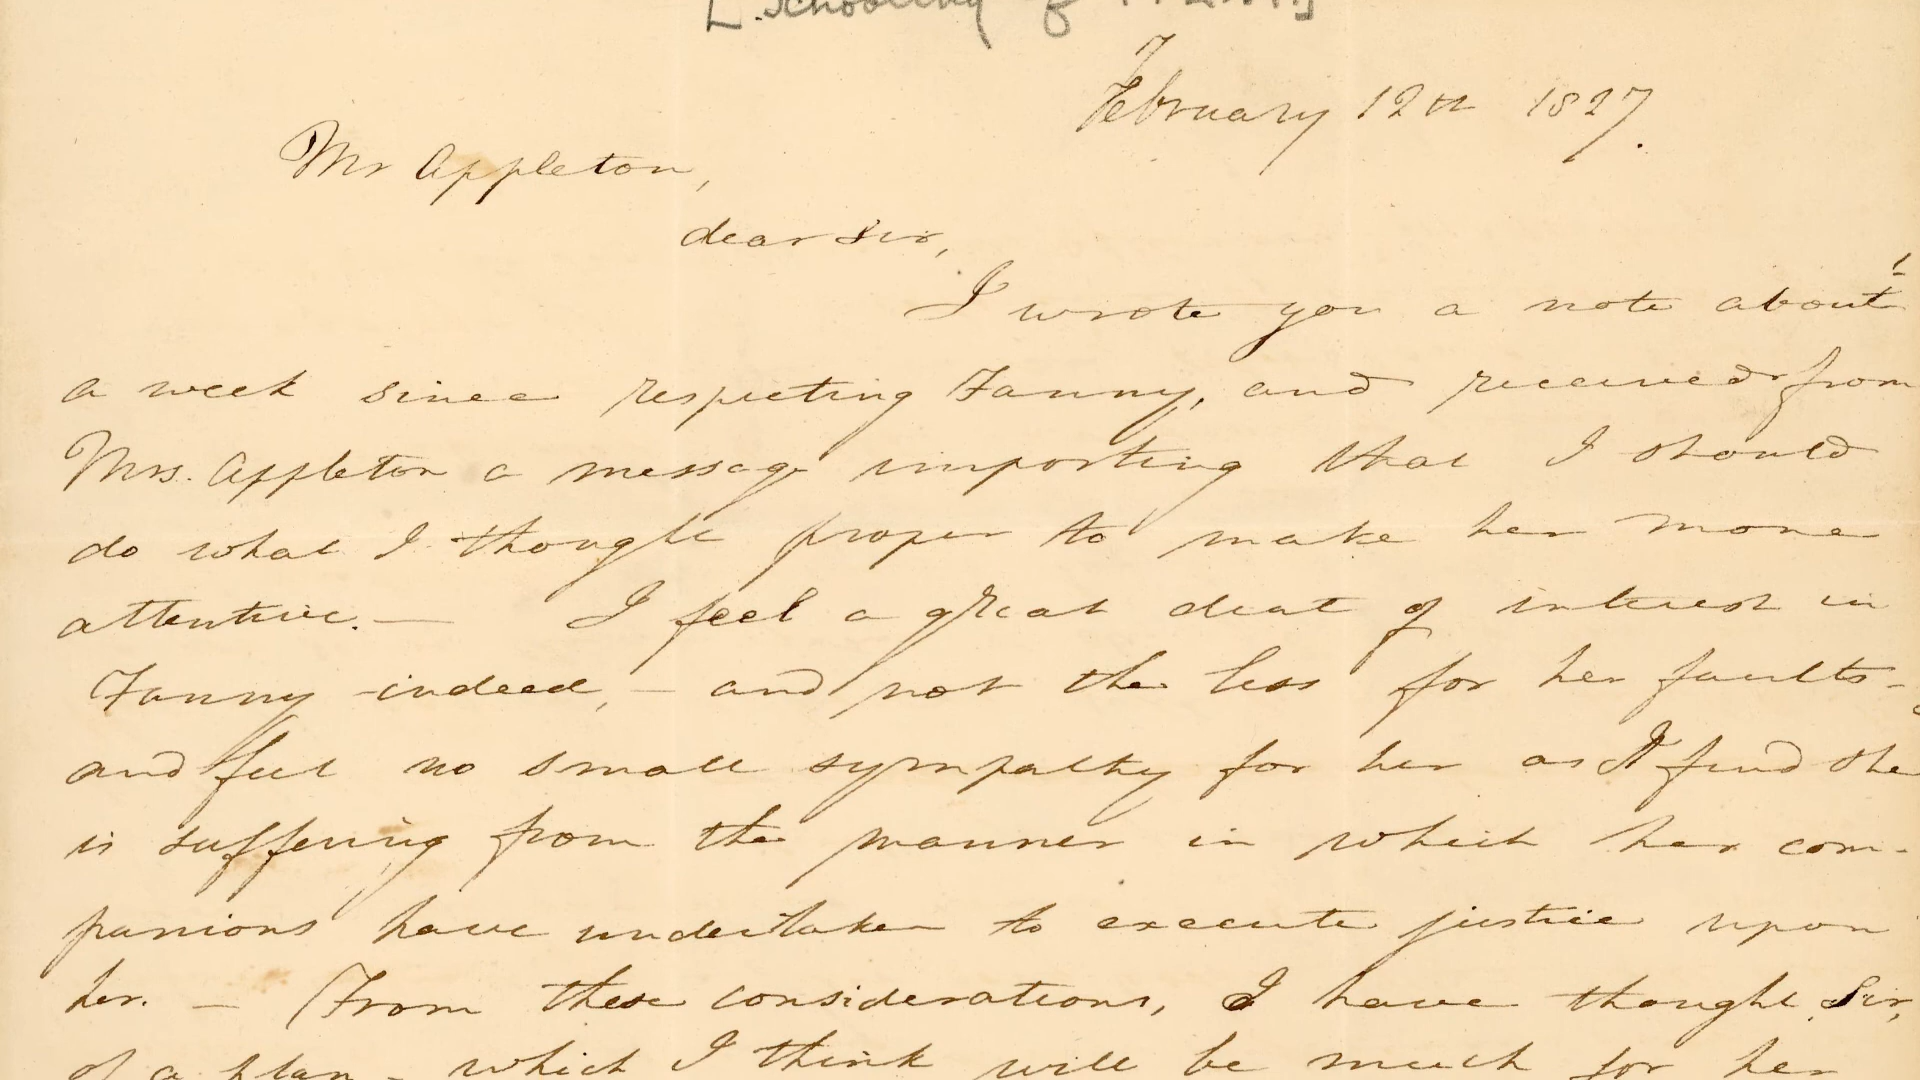 [. Schooling of
February 12th 1827.
Mr Appleton,
dear Sir,
I wrote you a note about
a week since respecting Fanny, and received from
Mrs. Appleton a message importing that I should
do what I thought proper to make her more
attentive. — I feel a great deal of interest in
Fanny indeed, — and not the less for her faults -
and feel no small sympathy for her as I find she
is suffering from the manner in which her com-
panions have undertaken to execute justice upon
her. — From these considerations, I have thought Sir,
of a plan - which I think will be much for her